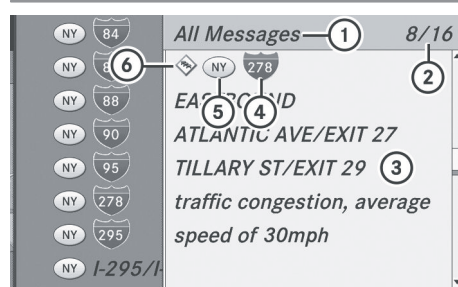 NY 84
NY 8
NY 88
NY 90
NY 95
NY 278
NY 295
NY I-295/I-
All Messages 1 8/16
2
6 NY 278
5 4
ATLANTIC AVE/EXIT 27
TILLARY ST/EXIT 29 3
traffic congestion, average
speed of 30mph